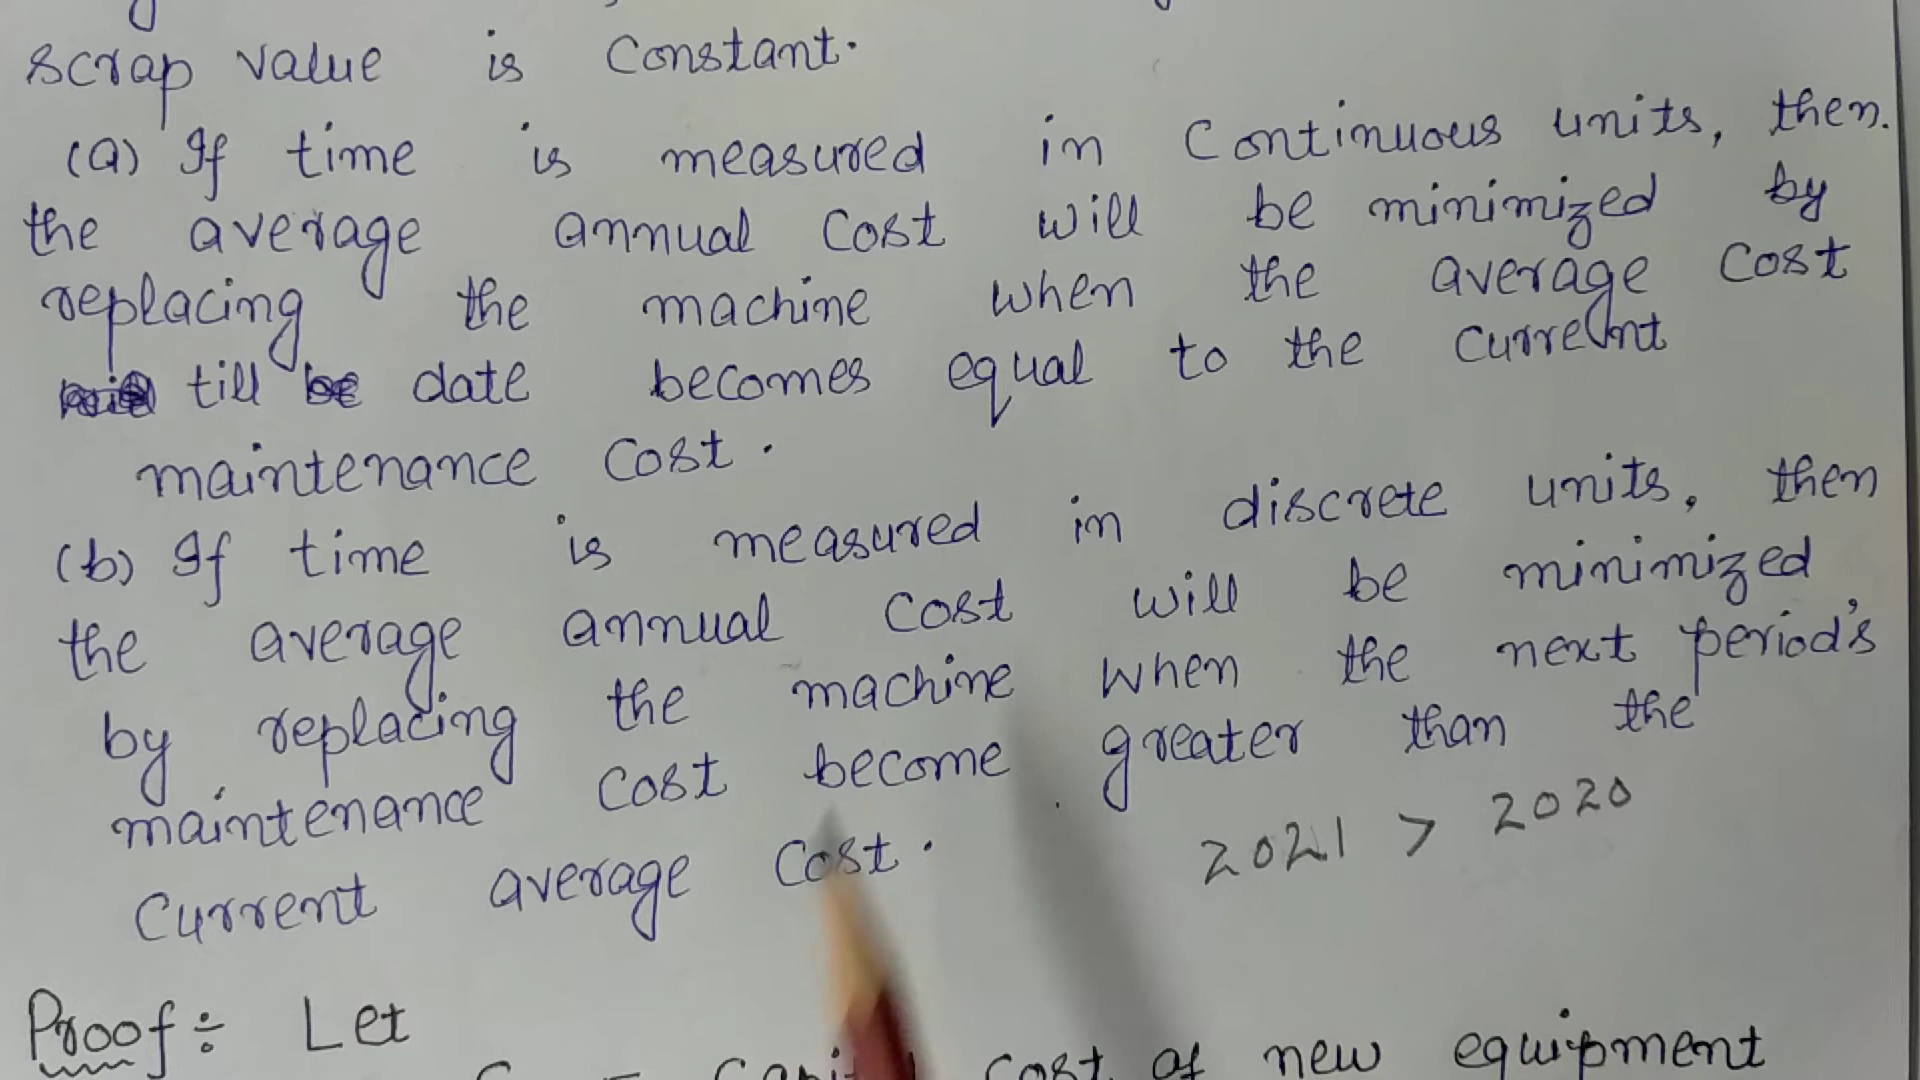 scrap value is Constant.
(a) If time is measured in Continuous units, then.
the average annual Cost will be minimized by
replacing the machine when the average Cost
till date becomes equal to the Current
maintenance Cost.
(b) If time is measured in discrete units, then
the average annual Cost will be minimized
by replacing the machine when the next period's
maintenance Cost become greater than the
Current average Cost. 2021 > 2020
Proof ÷ Let
cost of new equipment